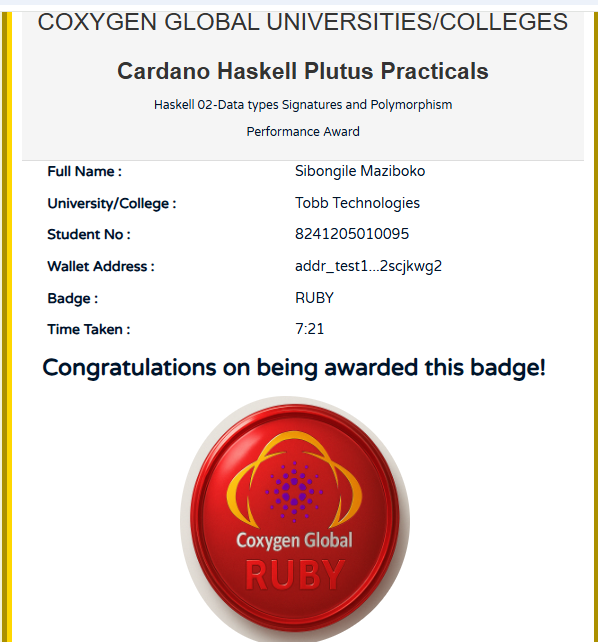 COXYGEN GLOBAL UNIVERSITIES/COLLEGES
Cardano Haskell Plutus Practicals
Haskell 02-Data types Signatures and Polymorphism
Performance Award
Full Name : Sibongile Maziboko
University/College : Tobb Technologies
Student No : 8241205010095
Wallet Address : addr_test1...2scjkwg2
Badge : RUBY
Time Taken : 7:21
Congratulations on being awarded this badge!
Coxygen Global
RUBY